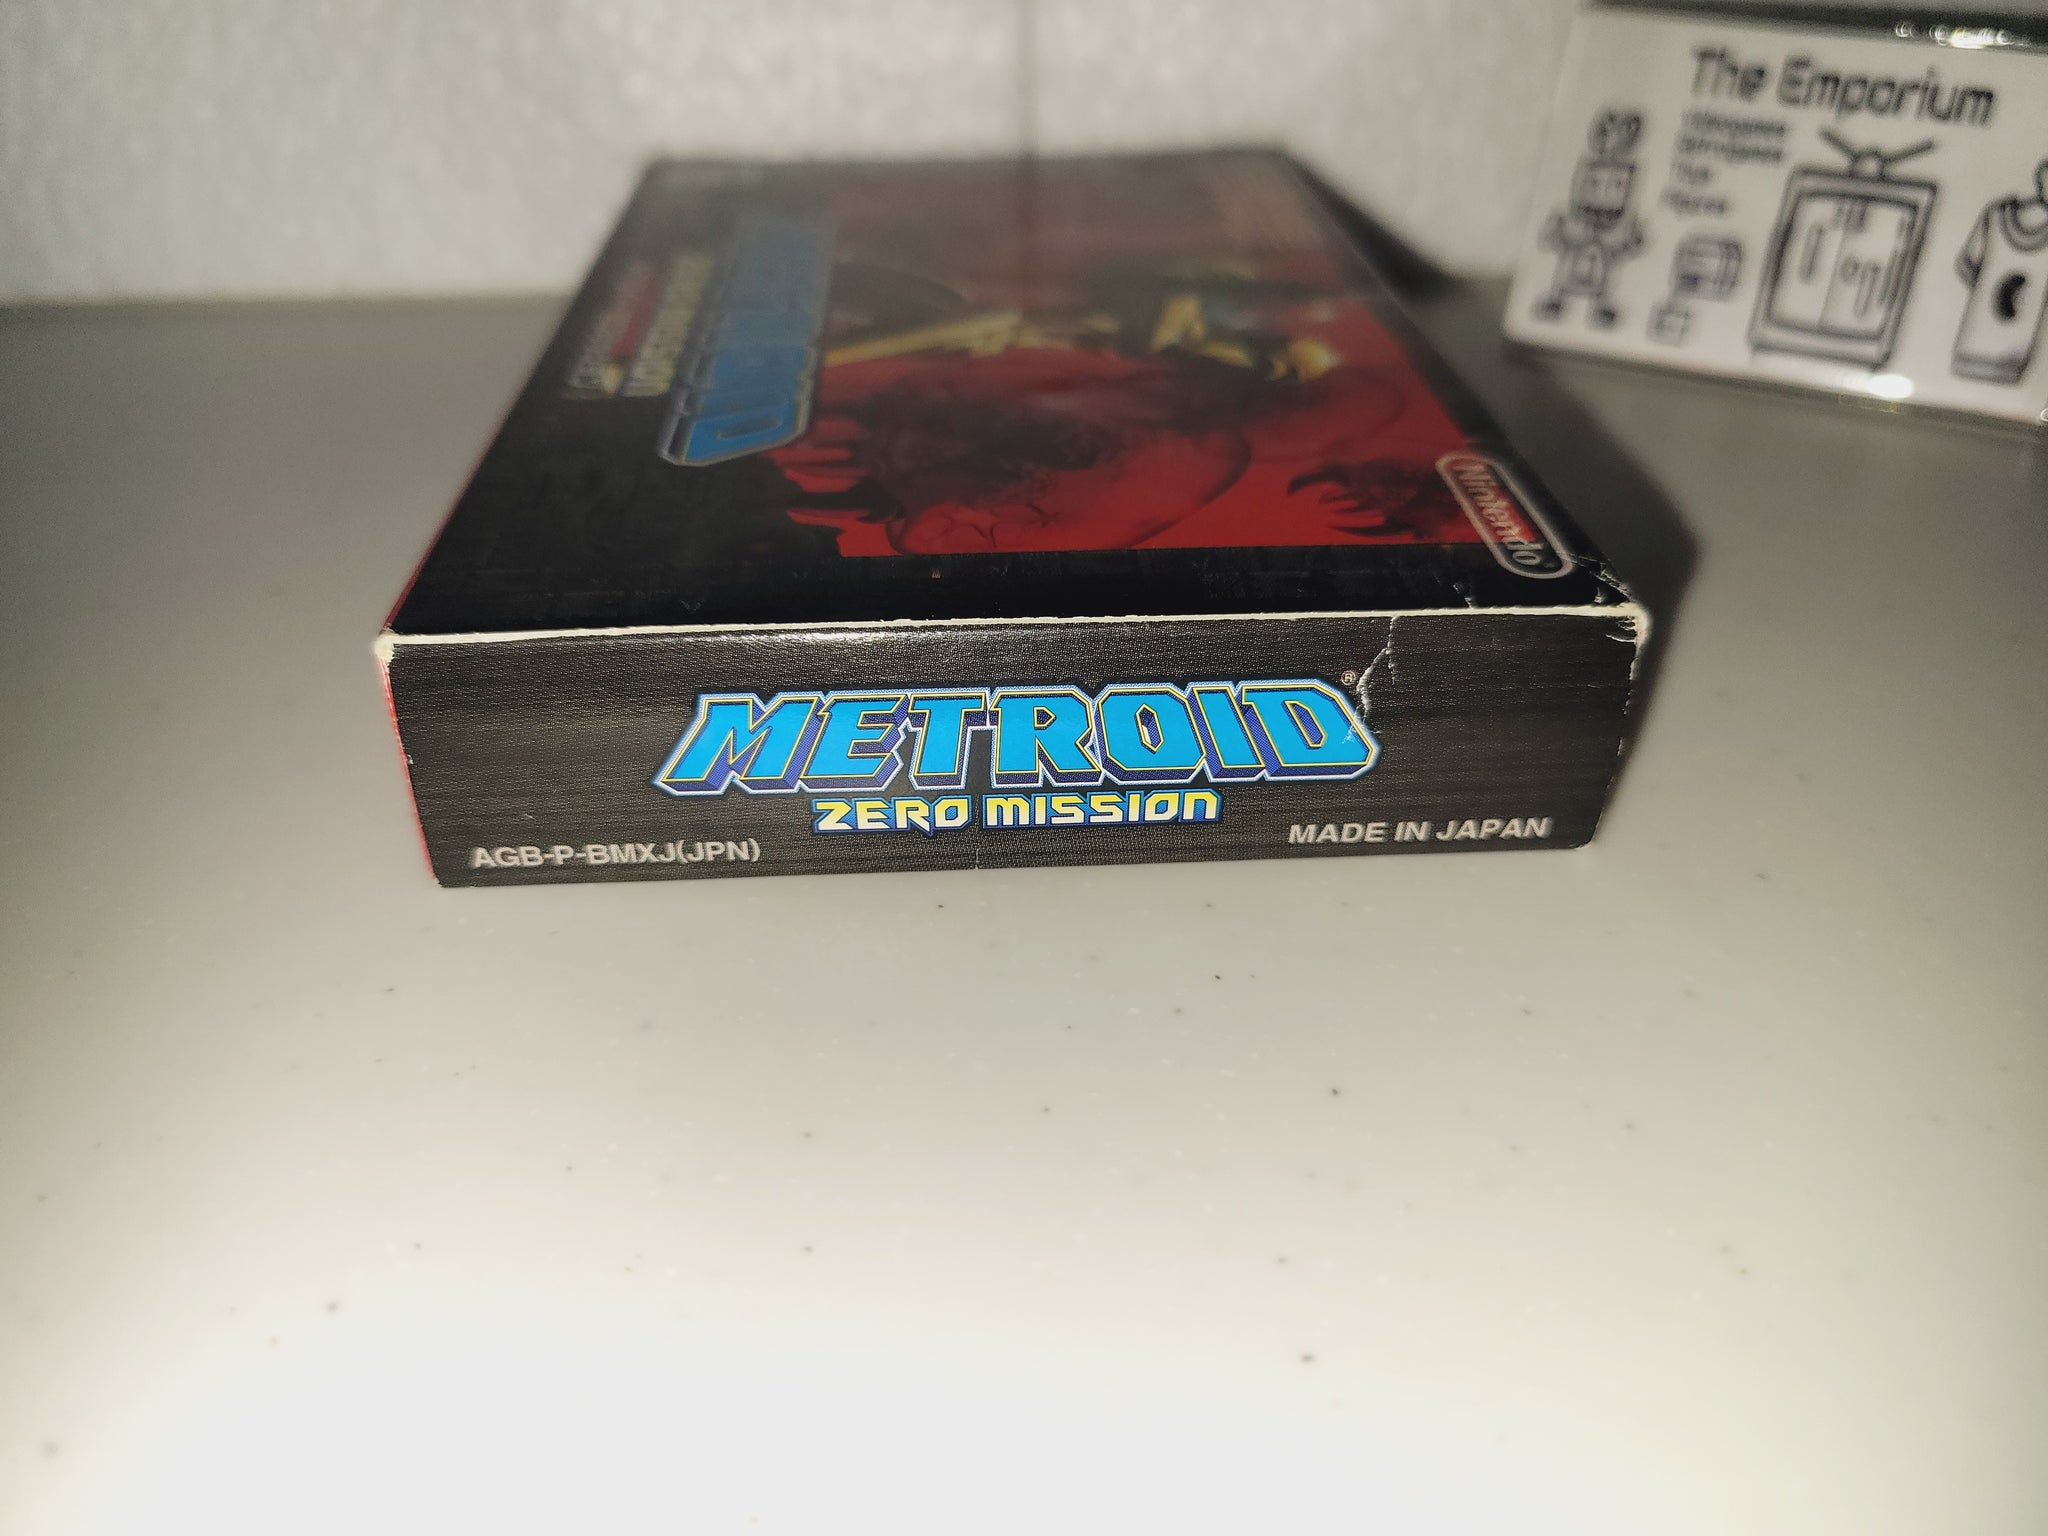 The Emporium
Nintendo®
METROID®
ZERO MISSION
AGB-P-BMXJ(JPN)
MADE IN JAPAN